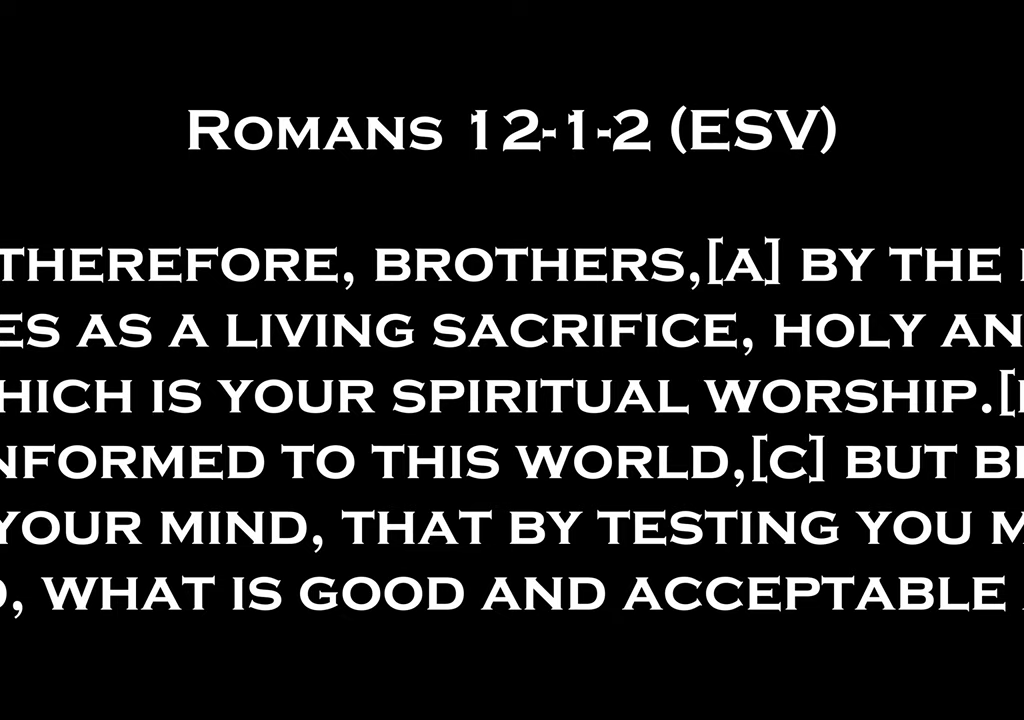 Romans 12-1-2 (ESV)
THEREFORE, BROTHERS,[A] BY THE
ES AS A LIVING SACRIFICE, HOLY AN
HICH IS YOUR SPIRITUAL WORSHIP.[
NFORMED TO THIS WORLD,[C] BUT BE
YOUR MIND, THAT BY TESTING YOU M
, WHAT IS GOOD AND ACCEPTABLE